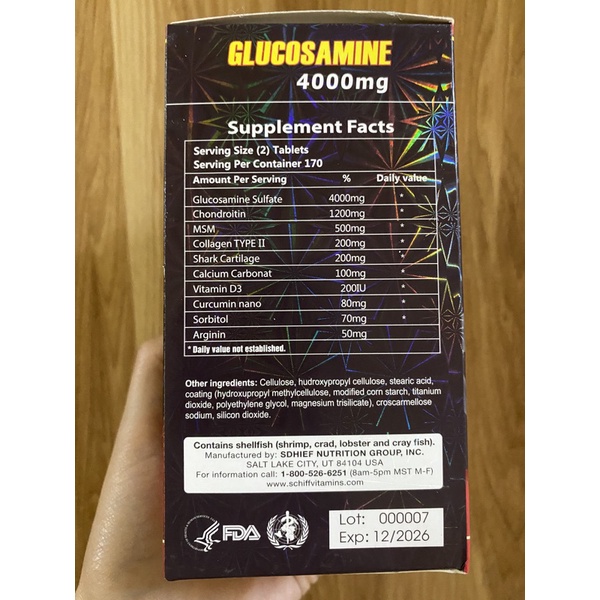 GLUCOSAMINE
4000mg
Supplement Facts
Serving Size (2) Tablets
Serving Per Container 170
Amount Per Serving % Daily value
Glucosamine Sulfate 4000mg *
Chondroitin 1200mg *
MSM 500mg *
Collagen TYPE II 200mg *
Shark Cartilage 200mg *
Calcium Carbonat 100mg *
Vitamin D3 200IU *
Curcumin nano 80mg *
Sorbitol 70mg *
Arginin 50mg
* Daily value not established.
Other ingredients: Cellulose, hudroxypropyl cellulose, stearic acid,
coating (hydroxupropyl methylcellulose, modified corn starch, titanium
dioxide, polyethylene glycol, magnesium trisilicate), croscarmellose
sodium, silicon dioxide.
Contains shellfish (shrimp, crad, lobster and cray fish).
Manufactured by: SDHIEF NUTRITION GROUP, INC.
SALT LAKE CITY, UT 84104 USA
For information call: 1-800-526-6251 (8am-5pm MST M-F)
www.schiffvitamins.com
FDA
Lot: 000007
Exp: 12/2026